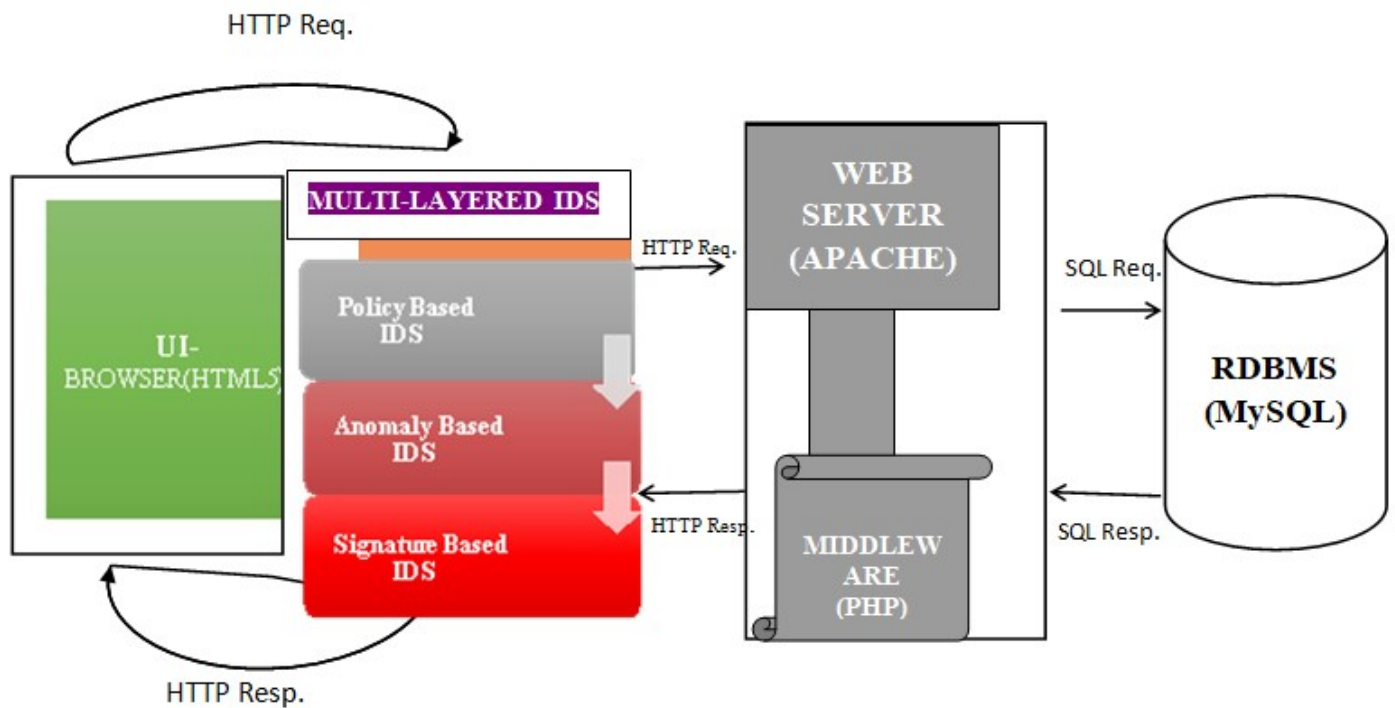 HTTP Req.
MULTI-LAYERED IDS
UI-
BROWSER(HTML5)
Policy Based
IDS
Anomaly Based
IDS
Signature Based
IDS
HTTP Resp.
HTTP Req.
HTTP Resp.
WEB
SERVER
(APACHE)
MIDDLEW
ARE
(PHP)
SQL Req.
SQL Resp.
RDBMS
(MySQL)